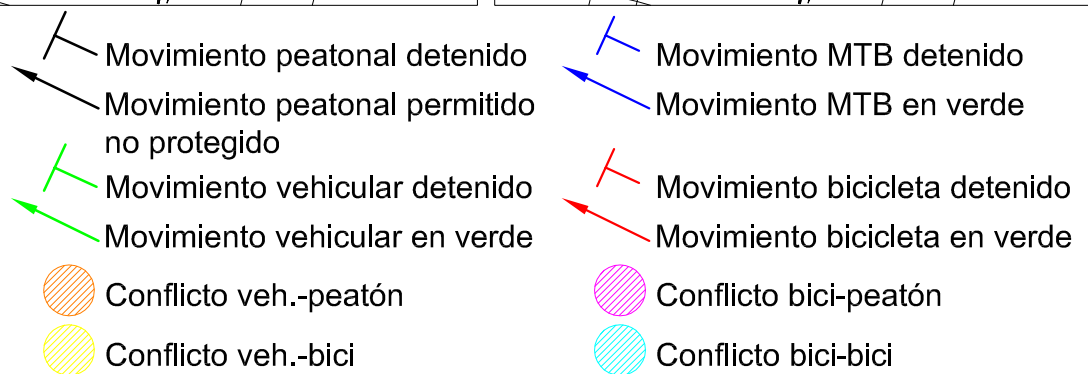 Movimiento peatonal detenido
Movimiento peatonal permitido
no protegido
Movimiento vehicular detenido
Movimiento vehicular en verde
Conflicto veh.-peatón
Conflicto veh.-bici
Movimiento MTB detenido
Movimiento MTB en verde
Movimiento bicicleta detenido
Movimiento bicicleta en verde
Conflicto bici-peatón
Conflicto bici-bici